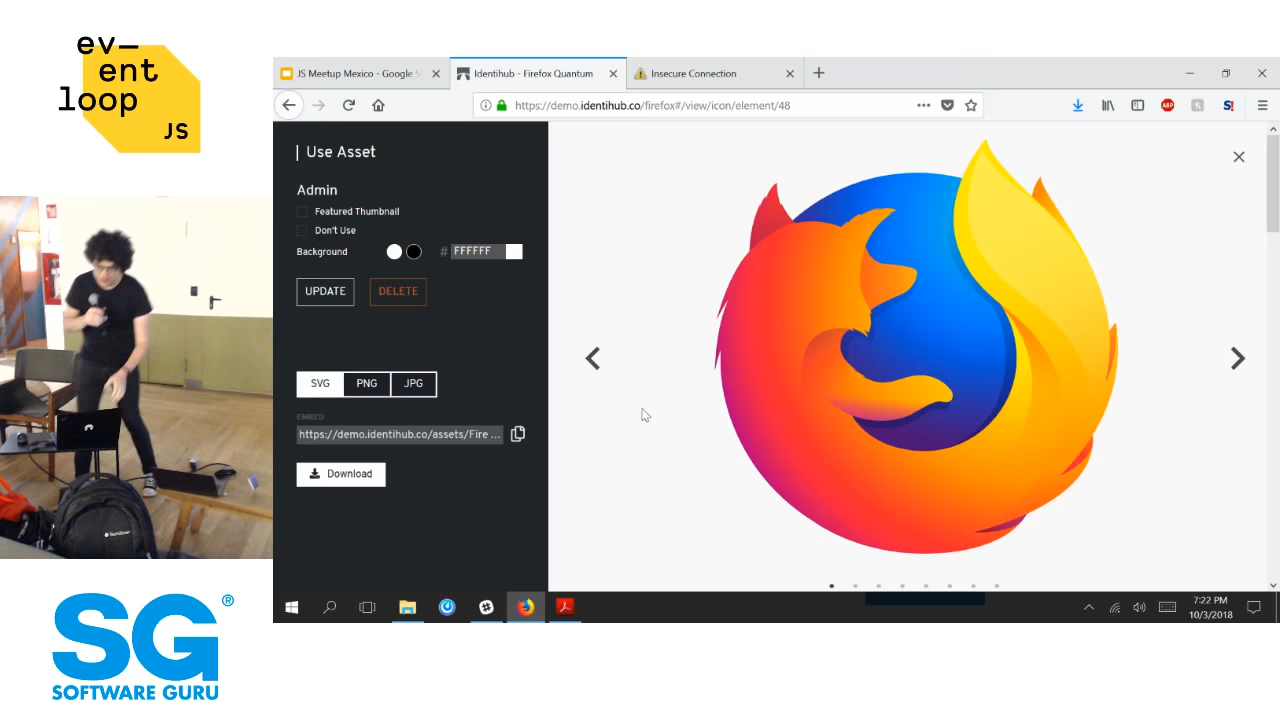 ev—
ent
loop
JS
JS Meetup Mexico - Google S
Identihub - Firefox Quantum
Insecure Connection
https://demo.identihub.co/firefox#/view/icon/element/48
ABP
S!
| Use Asset
Admin
Featured Thumbnail
Don't Use
Background
# FFFFFF
UPDATE
DELETE
SVG
PNG
JPG
EMBED
https://demo.identihub.co/assets/Fire ...
Download
7:22 PM
10/3/2018
SG®
SOFTWARE GURU